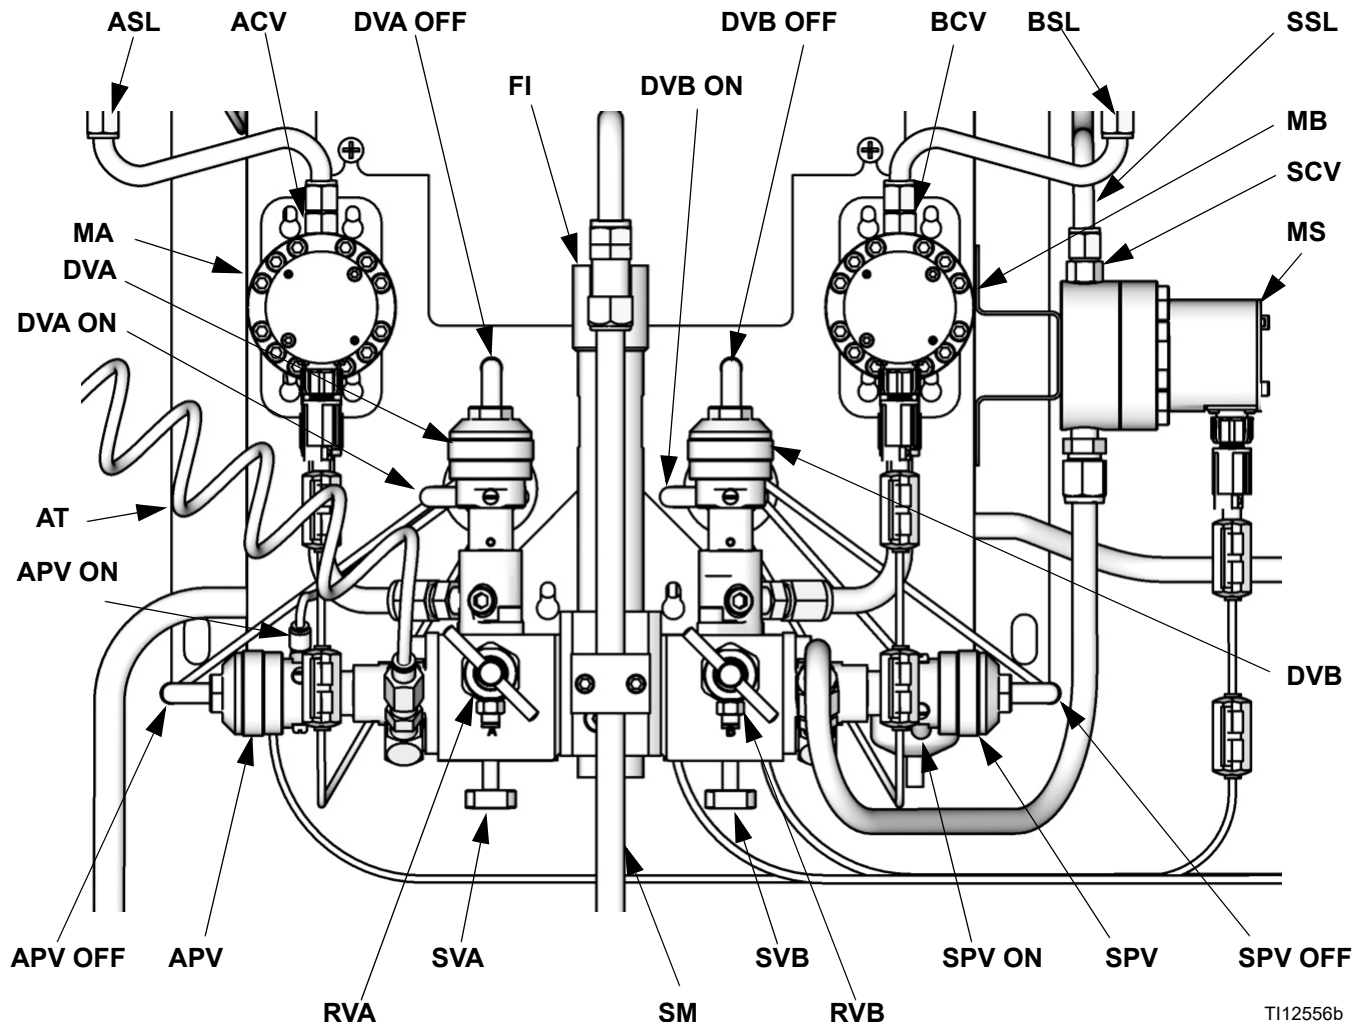 ASL
ACV
DVA OFF
DVB OFF
BCV
BSL
SSL
FI
DVB ON
MB
SCV
MA
MS
DVA
DVA ON
AT
APV ON
DVB
A
B
APV OFF
APV
SVA
SVB
SPV ON
SPV
SPV OFF
RVA
SM
RVB
TI12556b